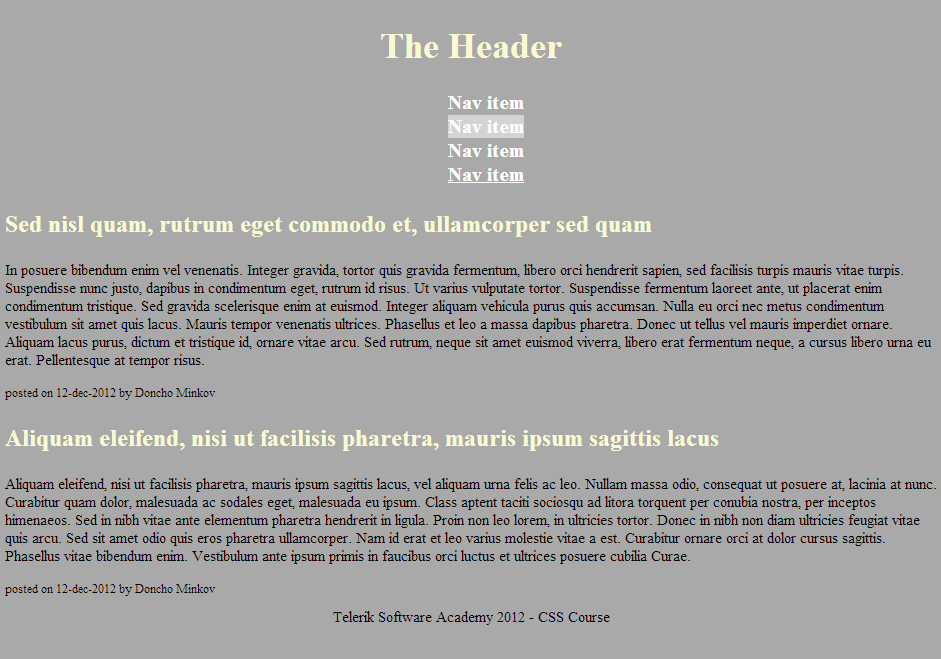 The Header
Nav item
Nav item
Nav item
Nav item
Sed nisl quam, rutrum eget commodo et, ullamcorper sed quam
In posuere bibendum enim vel venenatis. Integer gravida, tortor quis gravida fermentum, libero orci hendrerit sapien, sed facilisis turpis mauris vitae turpis.
Suspendisse nunc justo, dapibus in condimentum eget, rutrum id risus. Ut varius vulputate tortor. Suspendisse fermentum laoreet ante, ut placerat enim
condimentum tristique. Sed gravida scelerisque enim at euismod. Integer aliquam vehicula purus quis accumsan. Nulla eu orci nec metus condimentum
vestibulum sit amet quis lacus. Mauris tempor venenatis ultrices. Phasellus et leo a massa dapibus pharetra. Donec ut tellus vel mauris imperdiet ornare.
Aliquam lacus purus, dictum et tristique id, ornare vitae arcu. Sed rutrum, neque sit amet euismod viverra, libero erat fermentum neque, a cursus libero urna eu
erat. Pellentesque at tempor risus.
posted on 12-dec-2012 by Doncho Minkov
Aliquam eleifend, nisi ut facilisis pharetra, mauris ipsum sagittis lacus
Aliquam eleifend, nisi ut facilisis pharetra, mauris ipsum sagittis lacus, vel aliquam urna felis ac leo. Nullam massa odio, consequat ut posuere at, lacinia at nunc.
Curabitur quam dolor, malesuada ac sodales eget, malesuada eu ipsum. Class aptent taciti sociosqu ad litora torquent per conubia nostra, per inceptos
himenaeos. Sed in nibh vitae ante elementum pharetra hendrerit in ligula. Proin non leo lorem, in ultricies tortor. Donec in nibh non diam ultricies feugiat vitae
quis arcu. Sed sit amet odio quis eros pharetra ullamcorper. Nam id erat et leo varius molestie vitae a est. Curabitur ornare orci at dolor cursus sagittis.
Phasellus vitae bibendum enim. Vestibulum ante ipsum primis in faucibus orci luctus et ultrices posuere cubilia Curae.
posted on 12-dec-2012 by Doncho Minkov
Telerik Software Academy 2012 - CSS Course